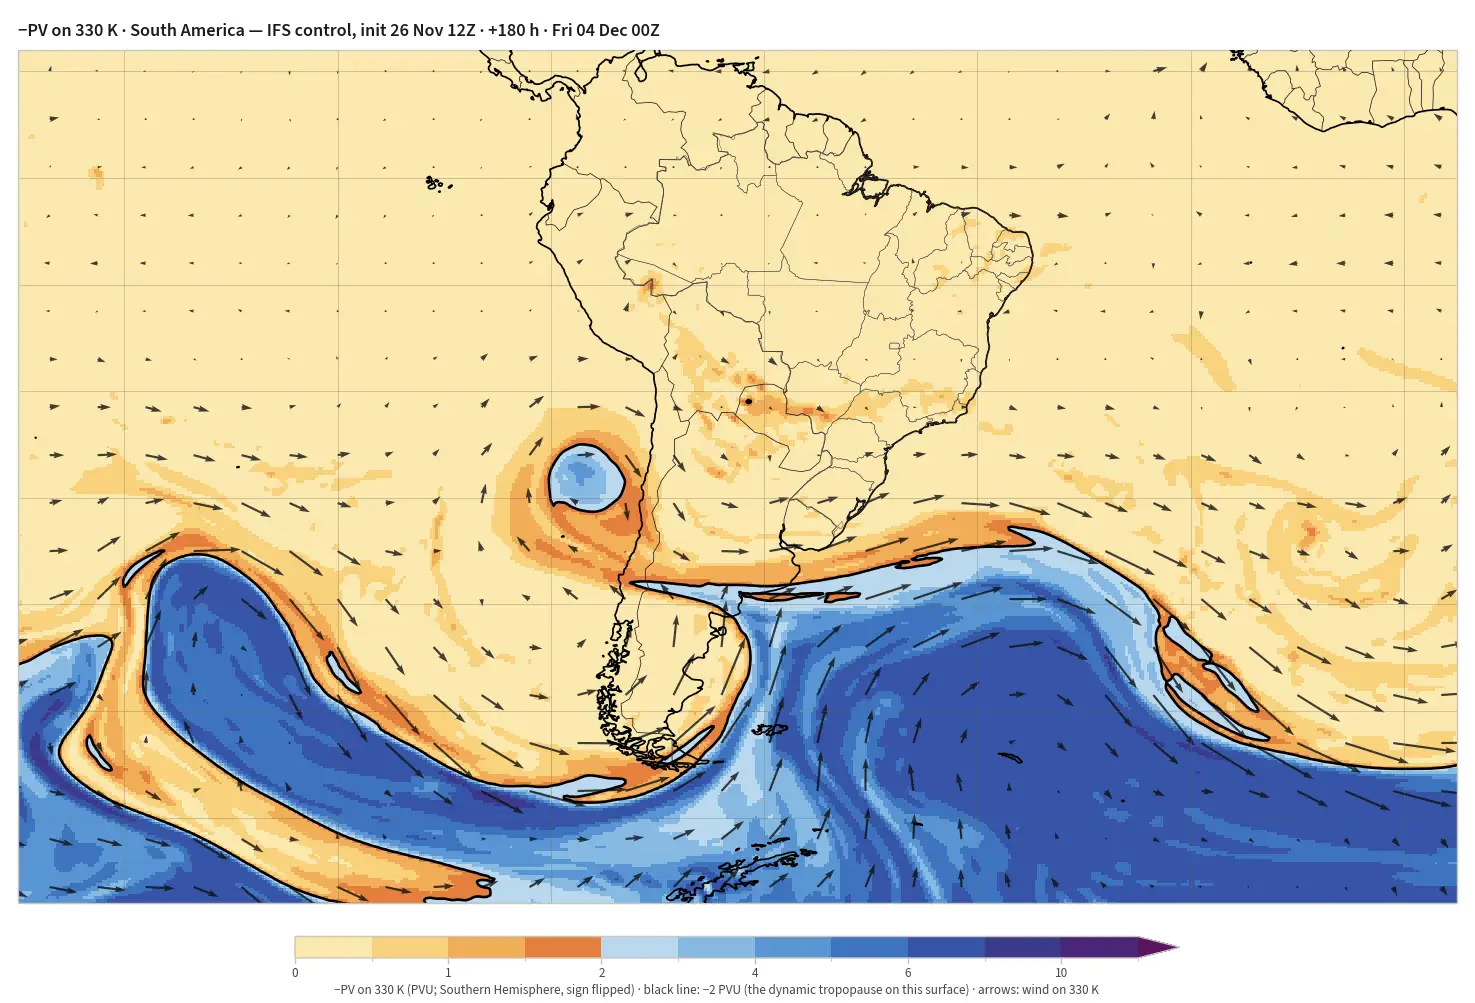 −PV on 330 K · South America — IFS control, init 26 Nov 12Z · +180 h · Fri 04 Dec 00Z
0 1 2 4 6 10
−PV on 330 K (PVU; Southern Hemisphere, sign flipped) · black line: −2 PVU (the dynamic tropopause on this surface) · arrows: wind on 330 K